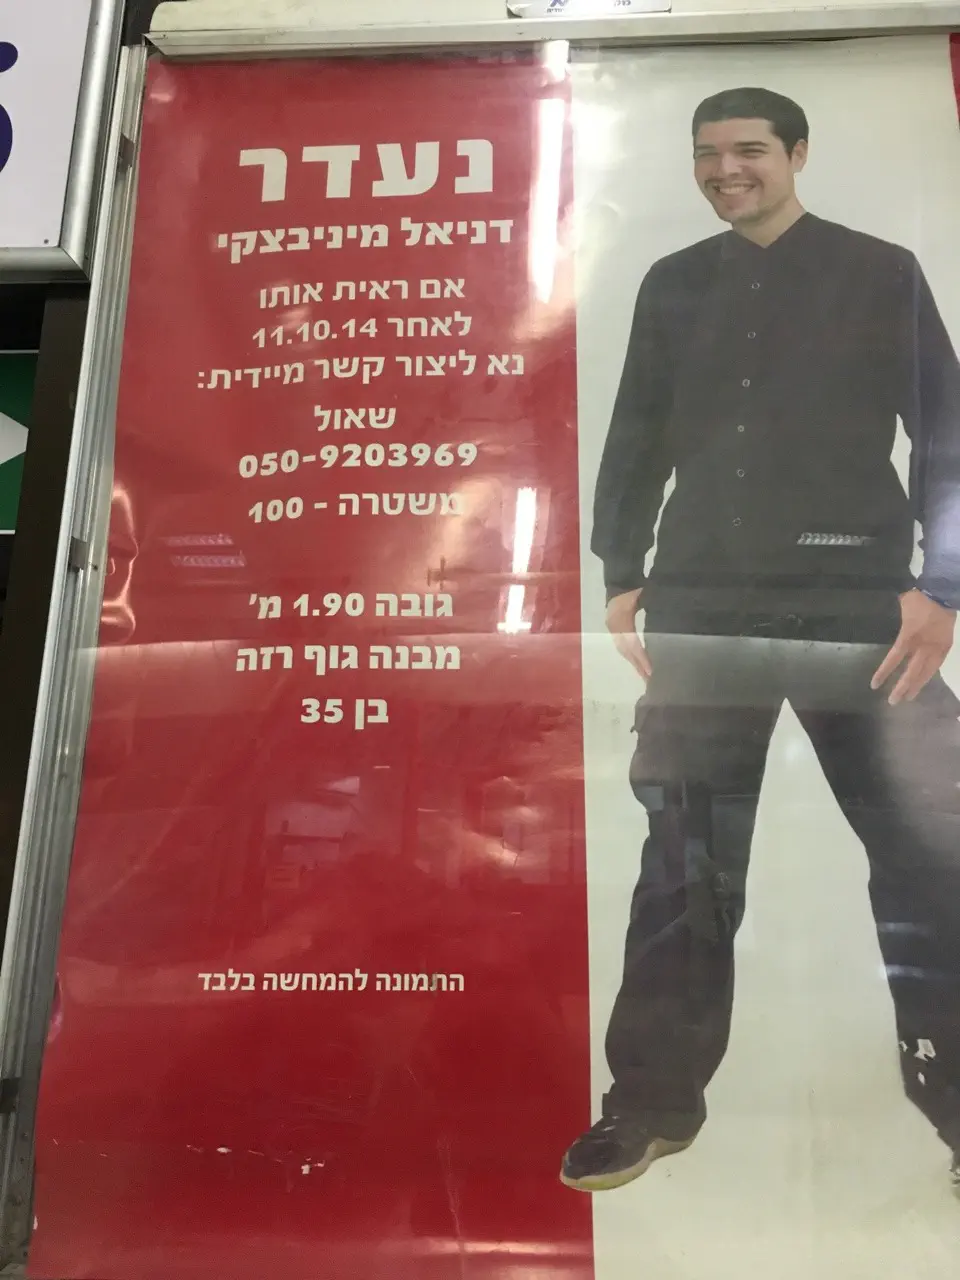 נעדר
דניאל מיניבצקי
אם ראית אותו
לאחר 11.10.14
נא ליצור קשר מיידית:
שאול
050-9203969
משטרה - 100
גובה 1.90 מ'
מבנה גוף רזה
בן 35
התמונה להמחשה בלבד